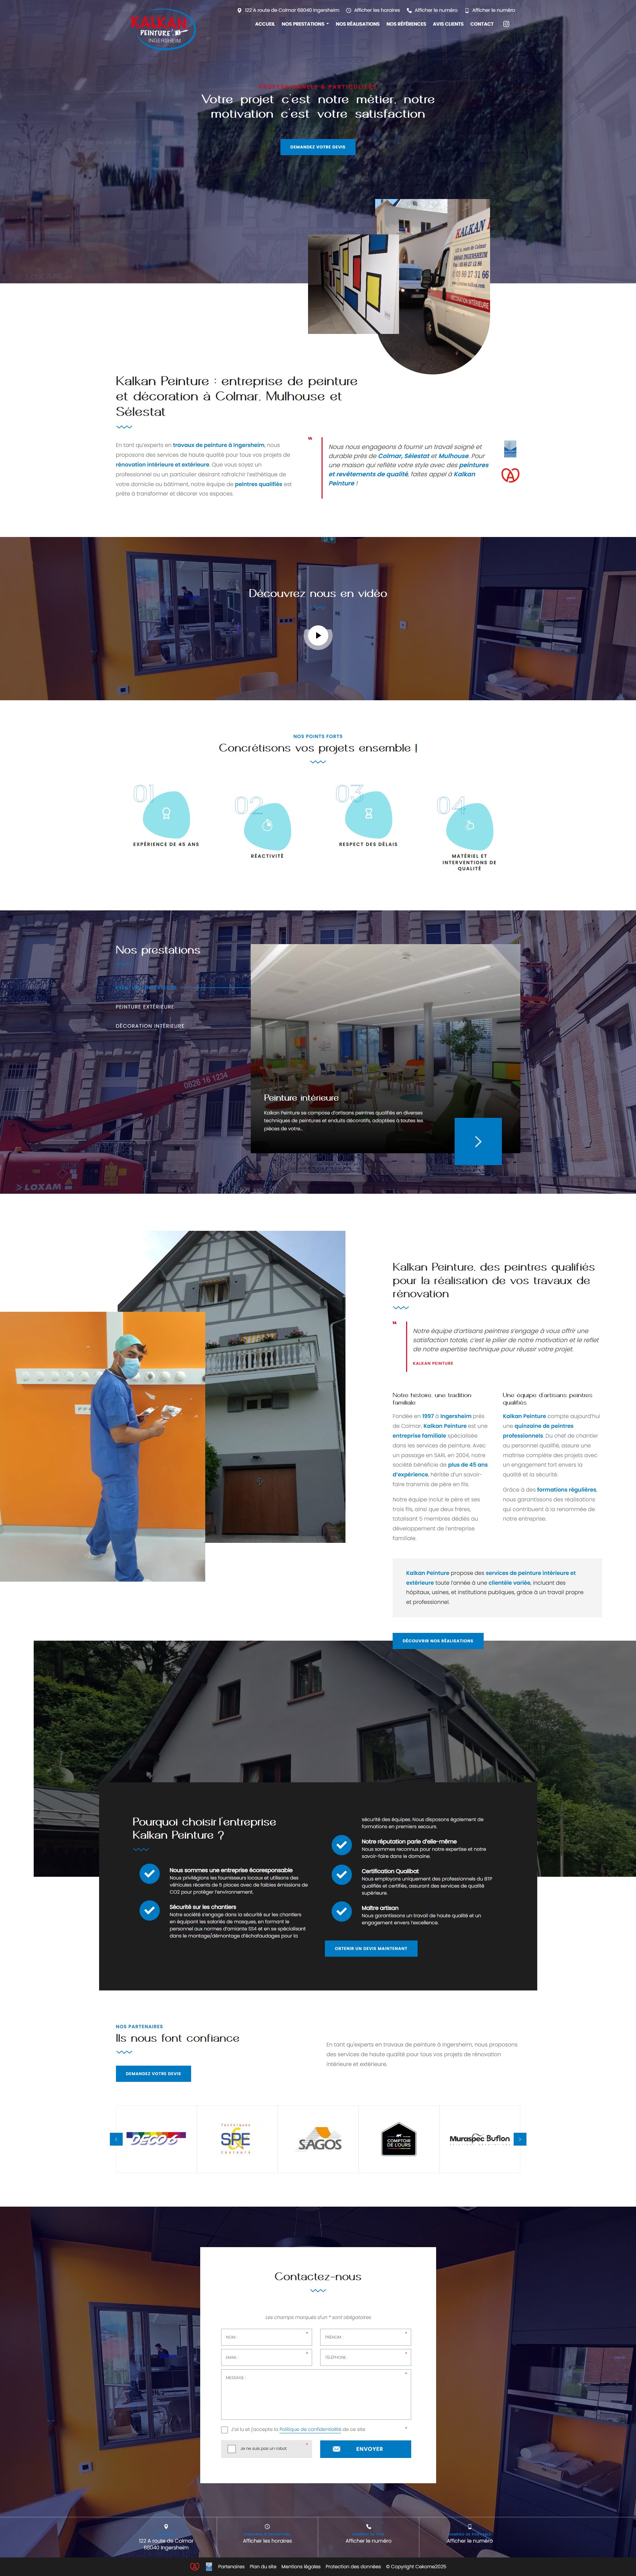 122 A route de Colmar 68040 Ingersheim
Afficher les horaires
Afficher le numéro
Afficher le numéro
KALKAN
PEINTURE
INGERSHEIM
ACCUEIL
NOS PRESTATIONS
NOS RÉALISATIONS
NOS RÉFÉRENCES
AVIS CLIENTS
CONTACT
Votre projet c'est notre métier, notre
motivation c'est votre satisfaction
DEMANDEZ VOTRE DEVIS
KALKAN
Kalkan Peinture : entreprise de peinture
et décoration à Colmar, Mulhouse et
Sélestat
En tant qu'experts en travaux de peinture à Ingersheim, nous
proposons des services de haute qualité pour tous vos projets de
rénovation intérieure et extérieure. Que vous soyez un
professionnel ou un particulier désirant rafraîchir l'esthétique de
votre domicile ou bâtiment, notre équipe de peintres qualifiés est
prête à transformer et décorer vos espaces.
Nous nous engageons à fournir un travail soigné et
durable près de Colmar, Sélestat et Mulhouse. Pour
une maison qui reflète votre style avec des peintures
et revêtements de qualité, faites appel à Kalkan
Peinture !
Découvrez nous en vidéo
NOS POINTS FORTS
Concrétisons vos projets ensemble !
01
EXPÉRIENCE DE 45 ANS
02
RÉACTIVITÉ
03
RESPECT DES DÉLAIS
04
MATÉRIEL ET
INTERVENTIONS DE
QUALITÉ
Nos prestations
PEINTURE EXTÉRIEURE
DÉCORATION INTÉRIEURE
0826 16 1234
LOXAM
Peinture intérieure
Kalkan Peinture se compose d'artisans peintres qualifiés en diverses
techniques de peintures et enduits décoratifs, adaptées à toutes les
pièces de votre...
Kalkan Peinture, des peintres qualifiés
pour la réalisation de vos travaux de
rénovation
Notre équipe d'artisans peintres s'engage à vous offrir une
satisfaction totale, c'est le pilier de notre motivation et le reflet
de notre expertise technique pour réussir votre projet.
KALKAN PEINTURE
Notre histoire, une tradition
familiale
Fondée en 1997 à Ingersheim près
de Colmar, Kalkan Peinture est une
entreprise familiale spécialisée
dans les services de peinture. Avec
un passage en SARL en 2004, notre
société bénéficie de plus de 45 ans
d'expérience, héritée d'un savoir-
faire transmis de père en fils.
Notre équipe inclut le père et ses
trois fils, ainsi que deux frères,
totalisant 5 membres dédiés au
développement de l'entreprise
familiale.
Une équipe d'artisans peintres
qualifiés
Kalkan Peinture compte aujourd'hui
une quinzaine de peintres
professionnels. Du chef de chantier
au personnel qualifié, assure une
maîtrise complète des projets avec
un engagement fort envers la
qualité et la sécurité.
Grâce à des formations régulières,
nous garantissons des réalisations
qui contribuent à la renommée de
notre entreprise.
Kalkan Peinture propose des services de peinture intérieure et
extérieure toute l'année à une clientèle variée, incluant des
hôpitaux, usines, et institutions publiques, grâce à un travail propre
et professionnel.
DÉCOUVRIR NOS RÉALISATIONS
Pourquoi choisir l'entreprise
Kalkan Peinture ?
Nous sommes une entreprise écoresponsable
Nous privilégions les fournisseurs locaux et utilisons des
véhicules récents de 5 places avec de faibles émissions de
CO2 pour protéger l'environnement.
Sécurité sur les chantiers
Notre société s'engage dans la sécurité sur les chantiers
en équipant les salariés de masques, en formant le
personnel aux normes d'amiante SS4 et en se spécialisant
dans le montage/démontage d'échafaudages pour la
sécurité des équipes. Nous disposons également de
formations en premiers secours.
Notre réputation parle d'elle-même
Nous sommes reconnus pour notre expertise et notre
savoir-faire dans le domaine.
Certification Qualibat
Nous employons uniquement des professionnels du BTP
qualifiés et certifiés, assurant des services de qualité
supérieure.
Maître artisan
Nous garantissons un travail de haute qualité et un
engagement envers l'excellence.
OBTENIR UN DEVIS MAINTENANT
NOS PARTENAIRES
Ils nous font confiance
DEMANDEZ VOTRE DEVIS
En tant qu'experts en travaux de peinture à Ingersheim, nous proposons
des services de haute qualité pour tous vos projets de rénovation
intérieure et extérieure.
DECO6
SPE
SAGOS
COMPTOIR
DE L'OURS
Muraspec Buflon
Contactez-nous
Les champs marqués d'un * sont obligatoires
NOM : *
PRÉNOM : *
EMAIL : *
TÉLÉPHONE : *
MESSAGE : *
J'ai lu et j'accepte la Politique de confidentialité de ce site *
Je ne suis pas un robot *
ENVOYER
122 A route de Colmar
68040 Ingersheim
Afficher les horaires
Afficher le numéro
Afficher le numéro
Partenaires
Plan du site
Mentions légales
Protection des données
© Copyright Cekome2025